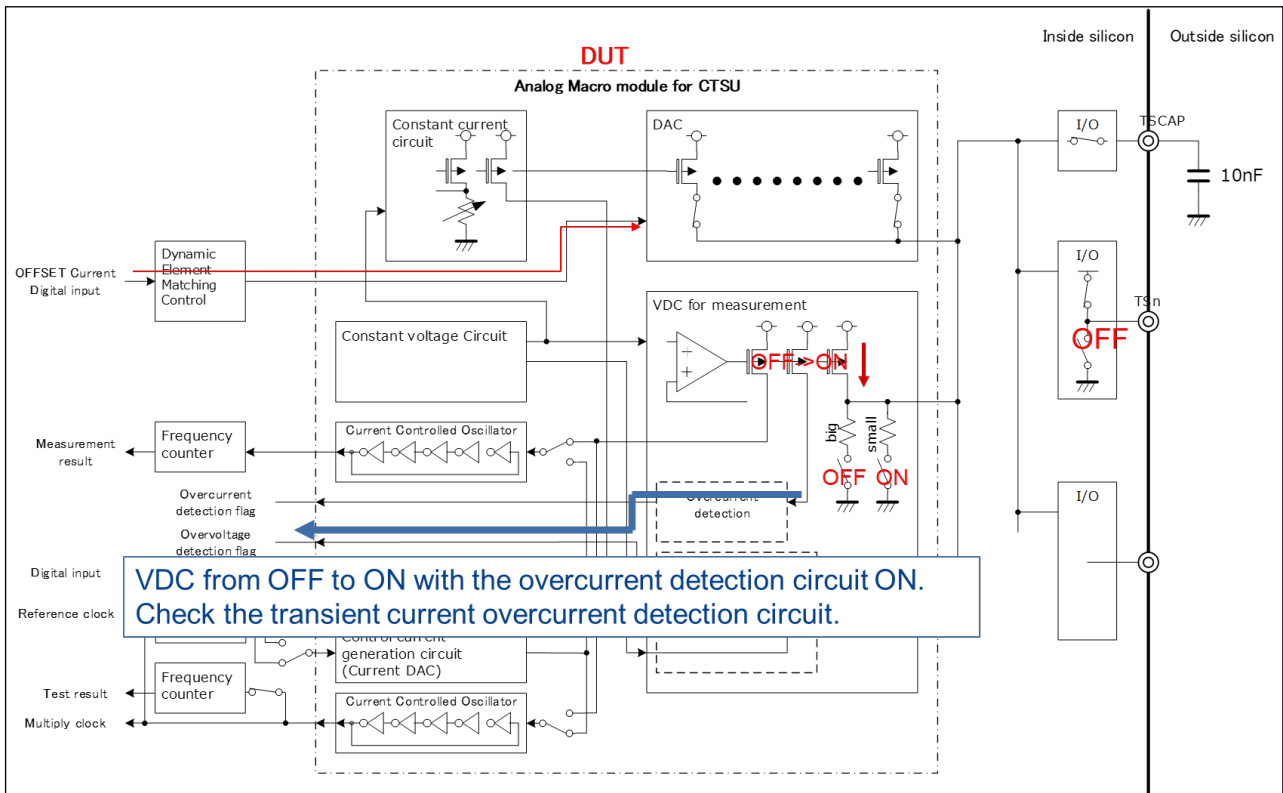 Inside silicon
Outside silicon
DUT
Analog Macro module for CTSU
Constant current
circuit
DAC
I/O
TSCAP
10nF
Dynamic
Element
Matching
Control
OFFSET Current
Digital input
I/O
TSn
OFF
Constant voltage Circuit
VDC for measurement
OFF->ON
big
small
OFF
ON
Measurement
result
Frequency
counter
Current Controlled Oscillator
Overcurrent
detection flag
Overcurrent
detection
I/O
Overvoltage
detection flag
Digital input
Reference clock
VDC from OFF to ON with the overcurrent detection circuit ON.
Check the transient current overcurrent detection circuit.
Control current
generation circuit
(Current DAC)
Test result
Frequency
counter
Multiply clock
Current Controlled Oscillator